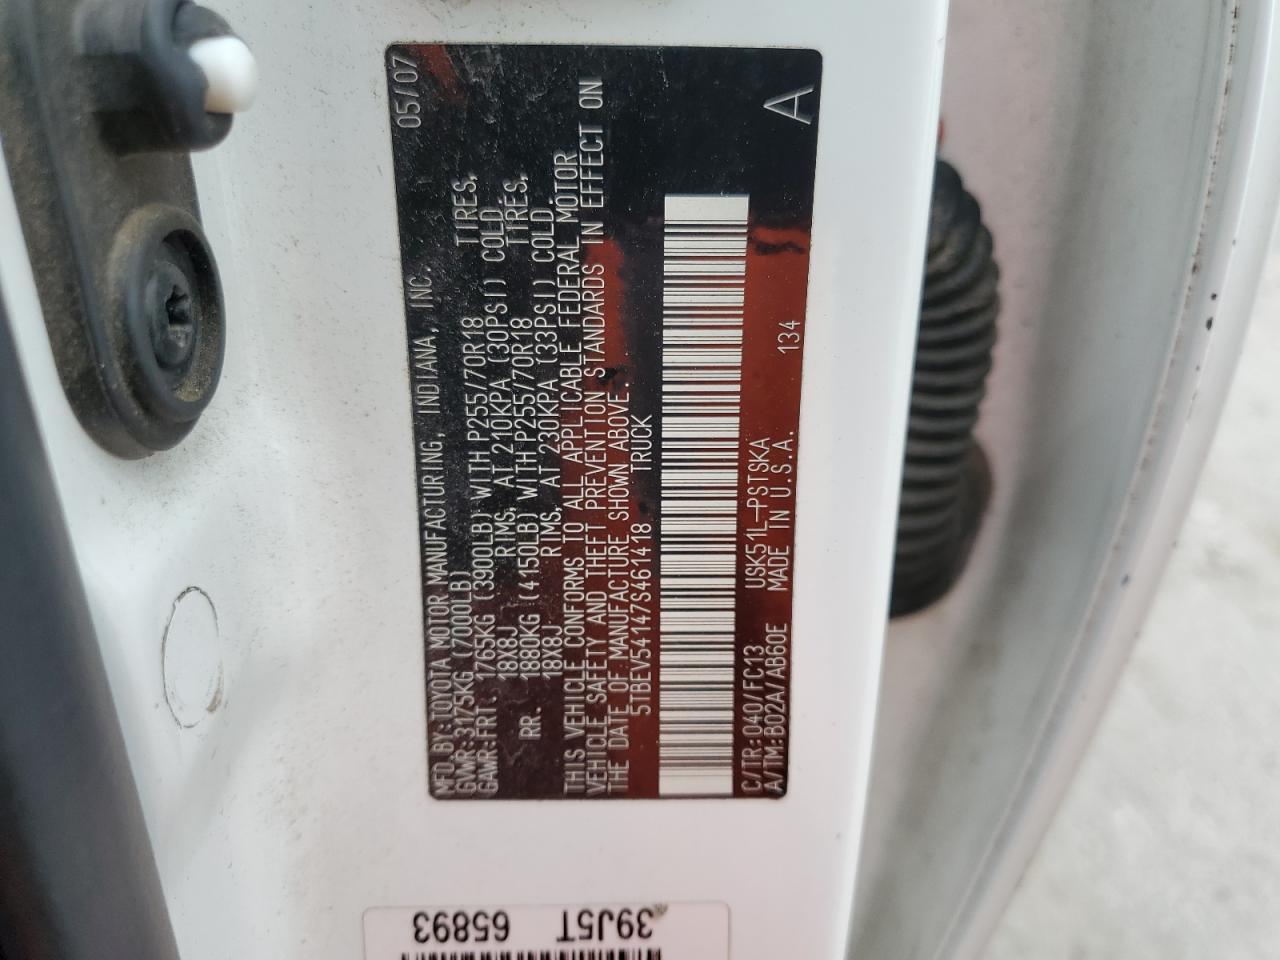 MFD. BY: TOYOTA MOTOR MANUFACTURING, INDIANA, INC. 05/07
GVWR: 3175KG (7000LB)
GAWR: FRT. 1765KG (3900LB) WITH P255/70R18 TIRES,
18X8J RIMS, AT 210KPA (30PSI) COLD.
RR. 1880KG (4150LB) WITH P255/70R18 TIRES,
18X8J RIMS, AT 230KPA (33PSI) COLD.
THIS VEHICLE CONFORMS TO ALL APPLICABLE FEDERAL MOTOR
VEHICLE SAFETY AND THEFT PREVENTION STANDARDS IN EFFECT ON
THE DATE OF MANUFACTURE SHOWN ABOVE.
5TBEV54147S461418 TRUCK
C/TR: 040/FC13 USK51L-PSTSKA 134 A
A/TM: B02A/AB60E MADE IN U.S.A.
39J5T 65893